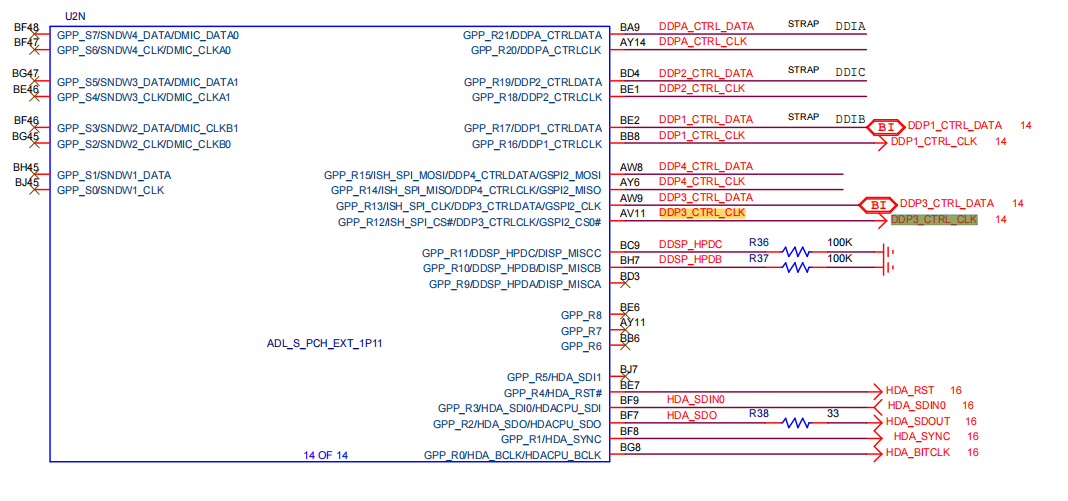 U2N
BF48 GPP_S7/SNDW4_DATA/DMIC_DATA0 GPP_R21/DDPA_CTRLDATA BA9 DDPA_CTRL_DATA STRAP DDIA
BF47 GPP_S6/SNDW4_CLK/DMIC_CLKA0 GPP_R20/DDPA_CTRLCLK AY14 DDPA_CTRL_CLK
BG47 GPP_S5/SNDW3_DATA/DMIC_DATA1 GPP_R19/DDP2_CTRLDATA BD4 DDP2_CTRL_DATA STRAP DDIC
BE46 GPP_S4/SNDW3_CLK/DMIC_CLKA1 GPP_R18/DDP2_CTRLCLK BE1 DDP2_CTRL_CLK
BF46 GPP_S3/SNDW2_DATA/DMIC_CLKB1 GPP_R17/DDP1_CTRLDATA BE2 DDP1_CTRL_DATA STRAP DDIB BI DDP1_CTRL_DATA 14
BG45 GPP_S2/SNDW2_CLK/DMIC_CLKB0 GPP_R16/DDP1_CTRLCLK BB8 DDP1_CTRL_CLK DDP1_CTRL_CLK 14
BH45 GPP_S1/SNDW1_DATA GPP_R15/ISH_SPI_MOSI/DDP4_CTRLDATA/GSPI2_MOSI AW8 DDP4_CTRL_DATA
BJ45 GPP_S0/SNDW1_CLK GPP_R14/ISH_SPI_MISO/DDP4_CTRLCLK/GSPI2_MISO AY6 DDP4_CTRL_CLK
GPP_R13/ISH_SPI_CLK/DDP3_CTRLDATA/GSPI2_CLK AW9 DDP3_CTRL_DATA BI DDP3_CTRL_DATA 14
GPP_R12/ISH_SPI_CS#/DDP3_CTRLCLK/GSPI2_CS0# AV11 DDP3_CTRL_CLK DDP3_CTRL_CLK 14
GPP_R11/DDSP_HPDC/DISP_MISCC BC9 DDSP_HPDC R36 100K
GPP_R10/DDSP_HPDB/DISP_MISCB BH7 DDSP_HPDB R37 100K
GPP_R9/DDSP_HPDA/DISP_MISCA BD3
GPP_R8 BE6
GPP_R7 AY11
ADL_S_PCH_EXT_1P11 GPP_R6 BB6
GPP_R5/HDA_SDI1 BJ7
GPP_R4/HDA_RST# BE7 HDA_RST 16
GPP_R3/HDA_SDI0/HDACPU_SDI BF9 HDA_SDIN0 HDA_SDIN0 16
GPP_R2/HDA_SDO/HDACPU_SDO BF7 HDA_SDO R38 33 HDA_SDOUT 16
GPP_R1/HDA_SYNC BF8 HDA_SYNC 16
14 OF 14 GPP_R0/HDA_BCLK/HDACPU_BCLK BG8 HDA_BITCLK 16